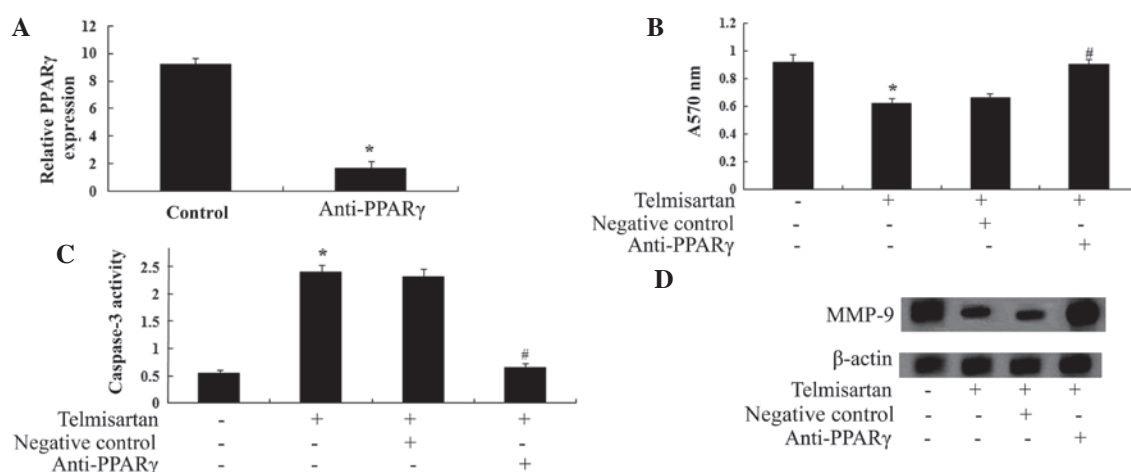 A
Relative PPARγ
expression
12
10
8
6
4
2
0
*
Control
Anti-PPARγ
B
A570 nm
1.2
1
0.8
0.6
0.4
0.2
0
*
#
Telmisartan - + + +
Negative control - - + -
Anti-PPARγ - - - +
C
Caspase-3 activity
2.5
2
1.5
1
0.5
0
*
#
Telmisartan - + + +
Negative control - - + -
Anti-PPARγ - - - +
D
MMP-9
β-actin
Telmisartan - + + +
Negative control - - + -
Anti-PPARγ - - - +